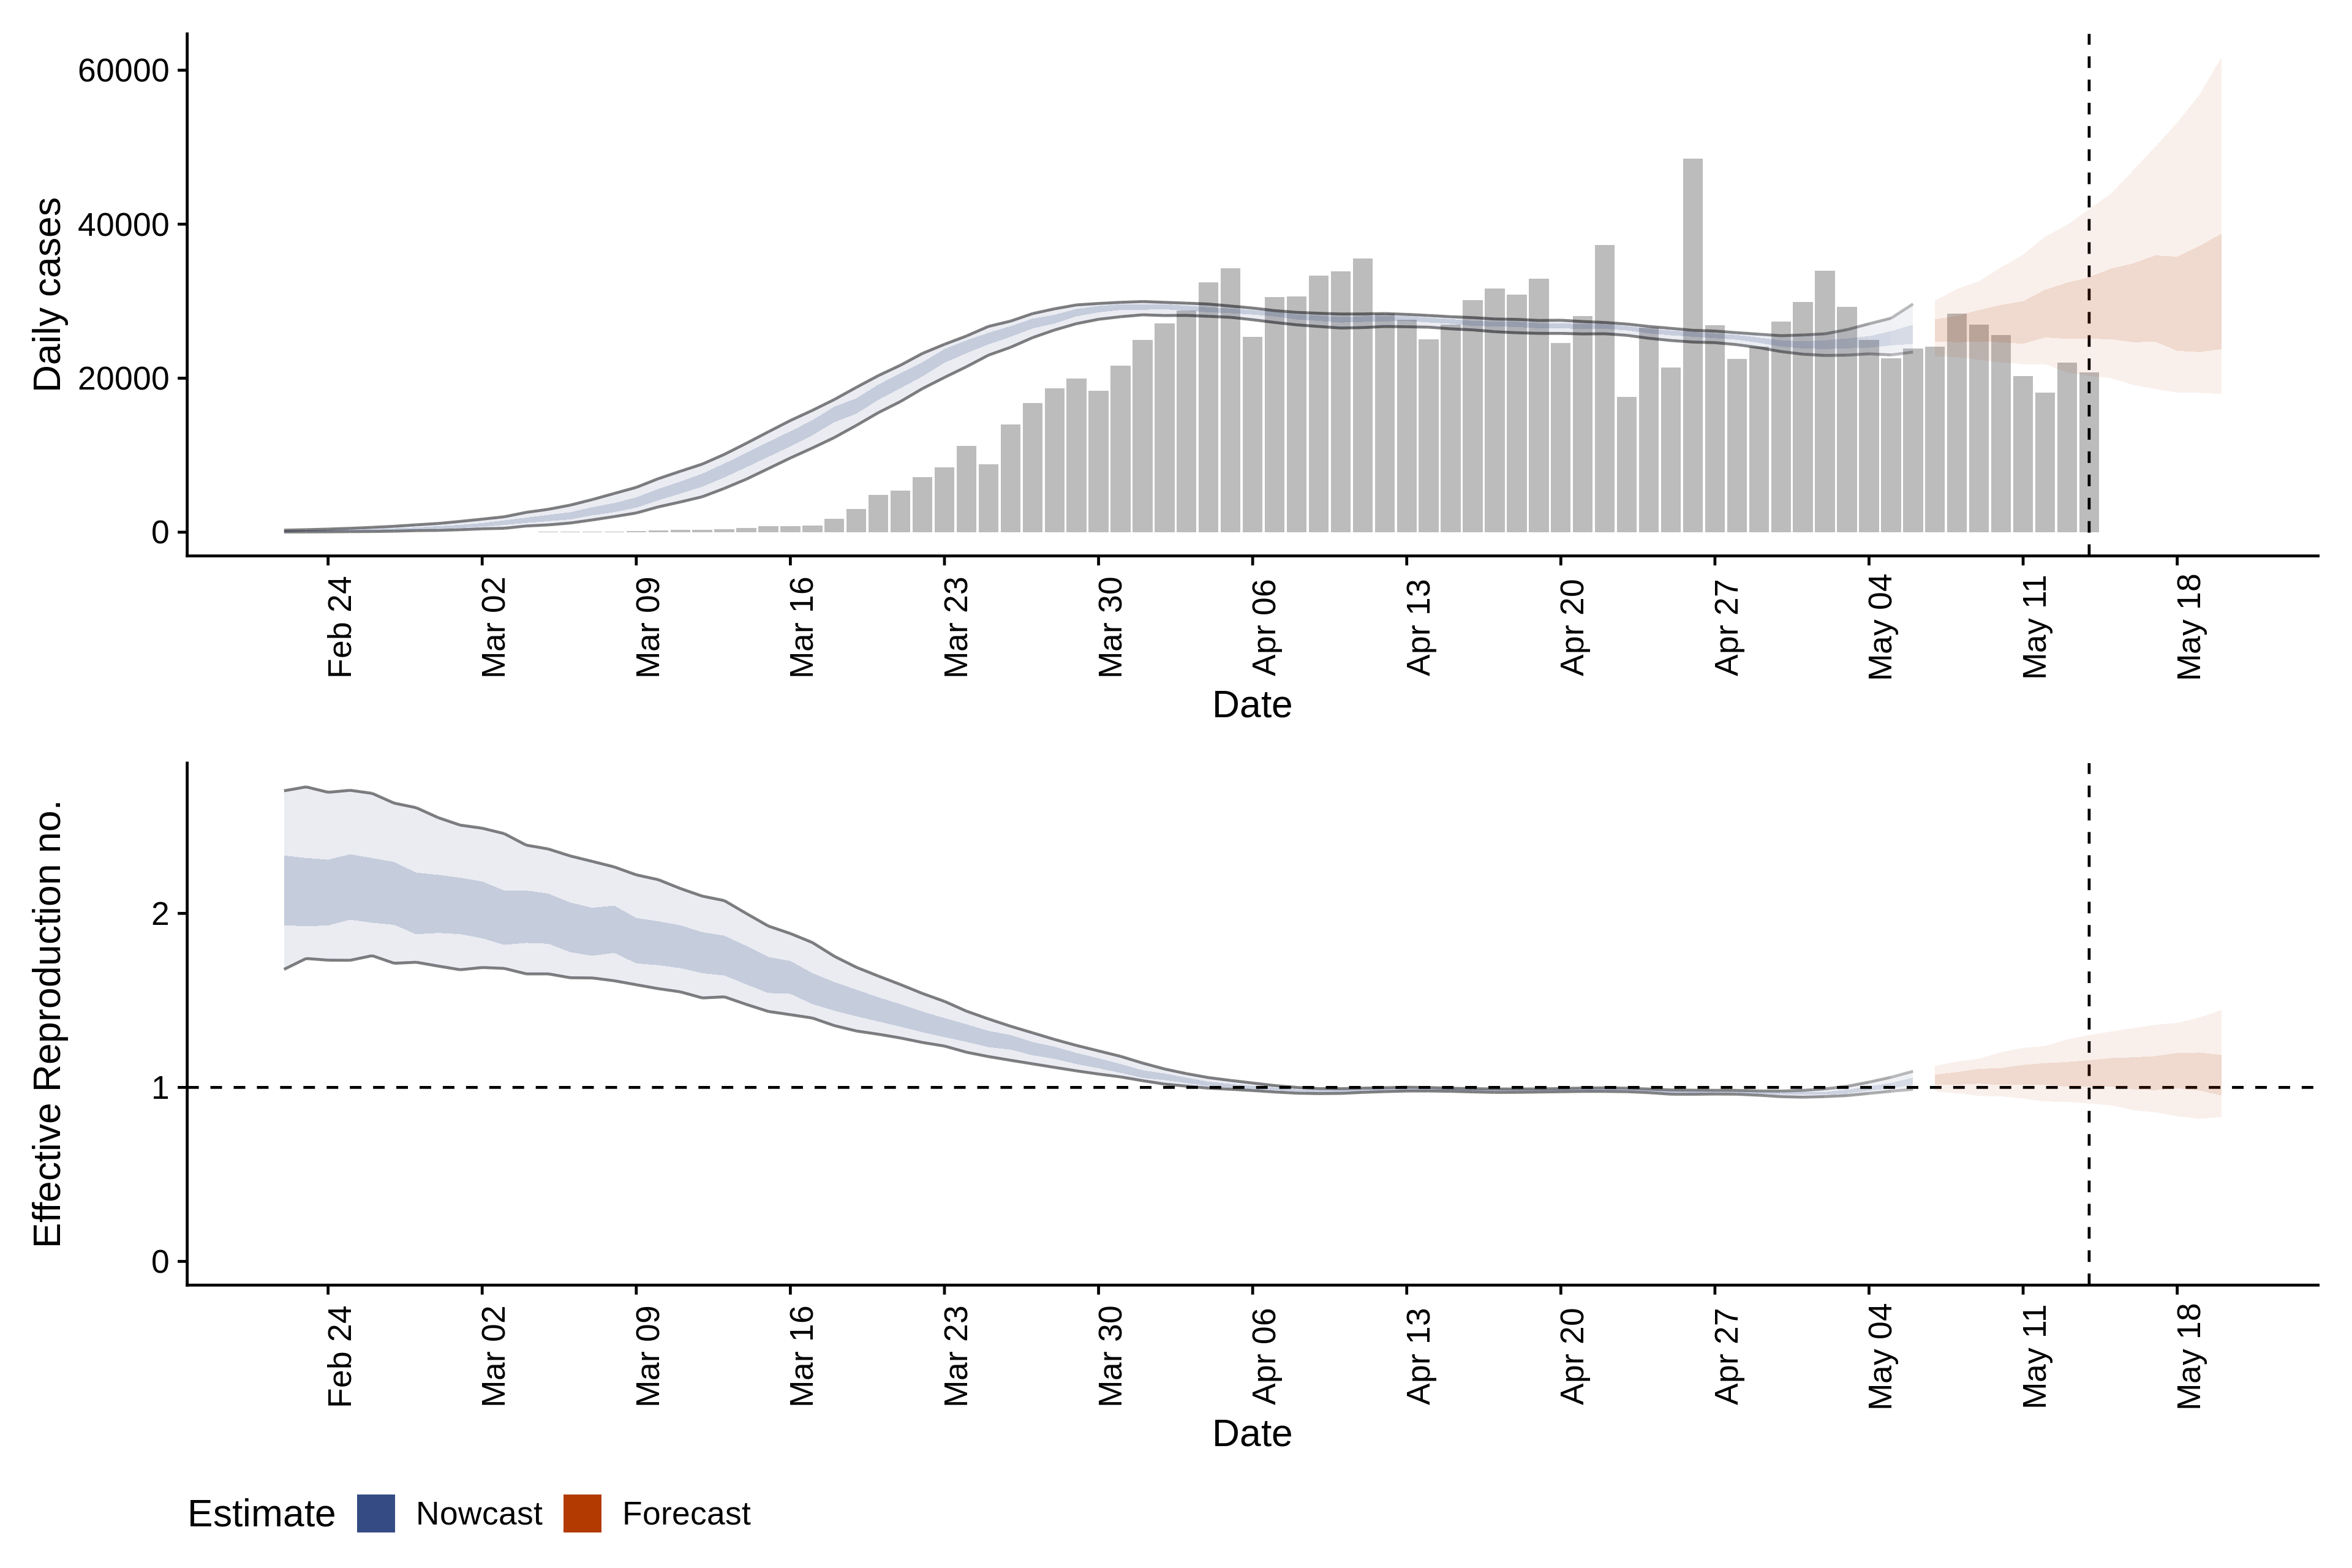 Daily cases
60000
40000
20000
0
Feb 24
Mar 02
Mar 09
Mar 16
Mar 23
Mar 30
Apr 06
Apr 13
Apr 20
Apr 27
May 04
May 11
May 18
Date
Effective Reproduction no.
2
1
0
Feb 24
Mar 02
Mar 09
Mar 16
Mar 23
Mar 30
Apr 06
Apr 13
Apr 20
Apr 27
May 04
May 11
May 18
Date
Estimate Nowcast Forecast